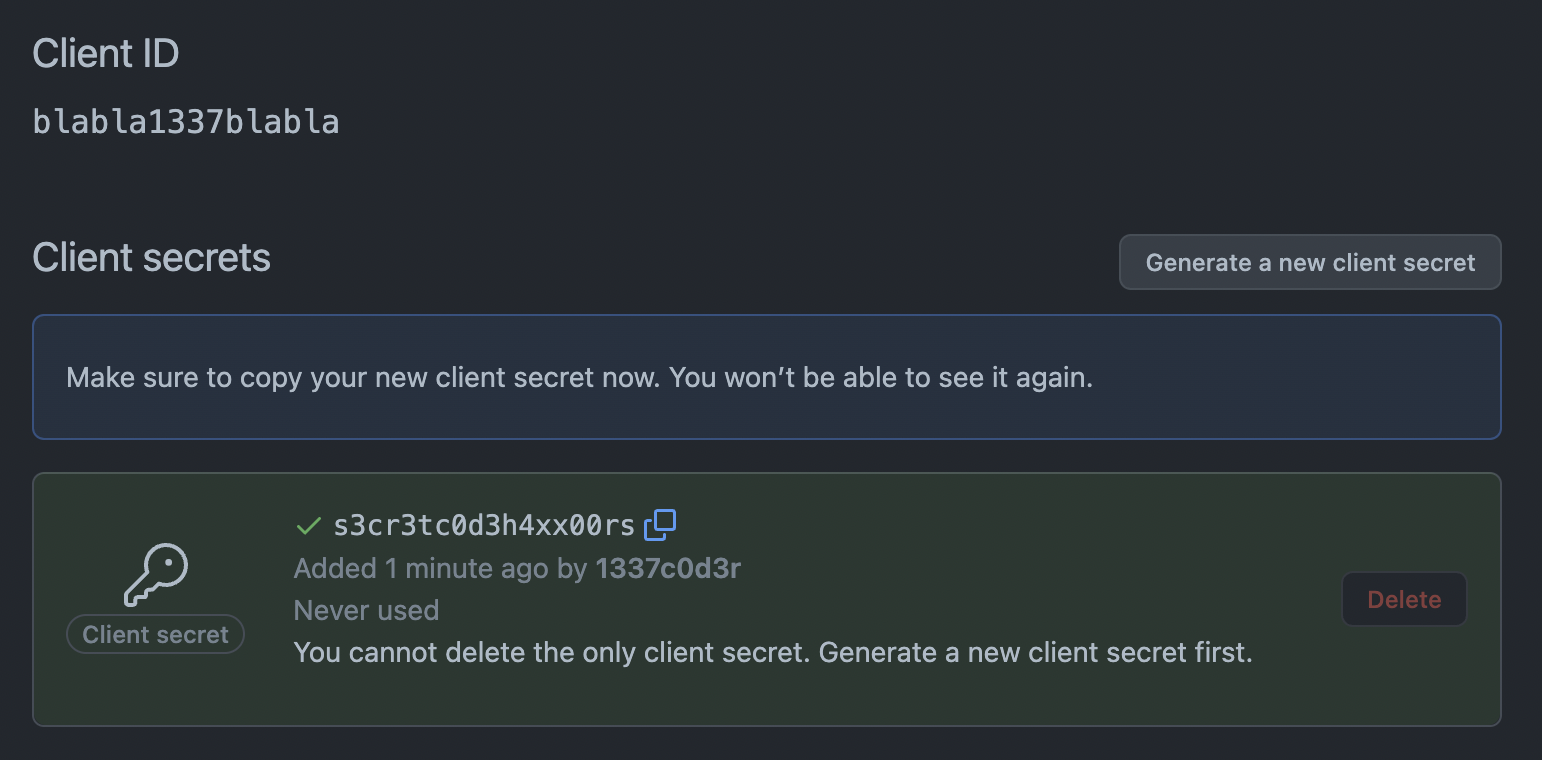 Client ID
blabla1337blabla
Client secrets
Generate a new client secret
Make sure to copy your new client secret now. You won’t be able to see it again.
s3cr3tc0d3h4xx00rs
Added 1 minute ago by 1337c0d3r
Never used
You cannot delete the only client secret. Generate a new client secret first.
Client secret
Delete